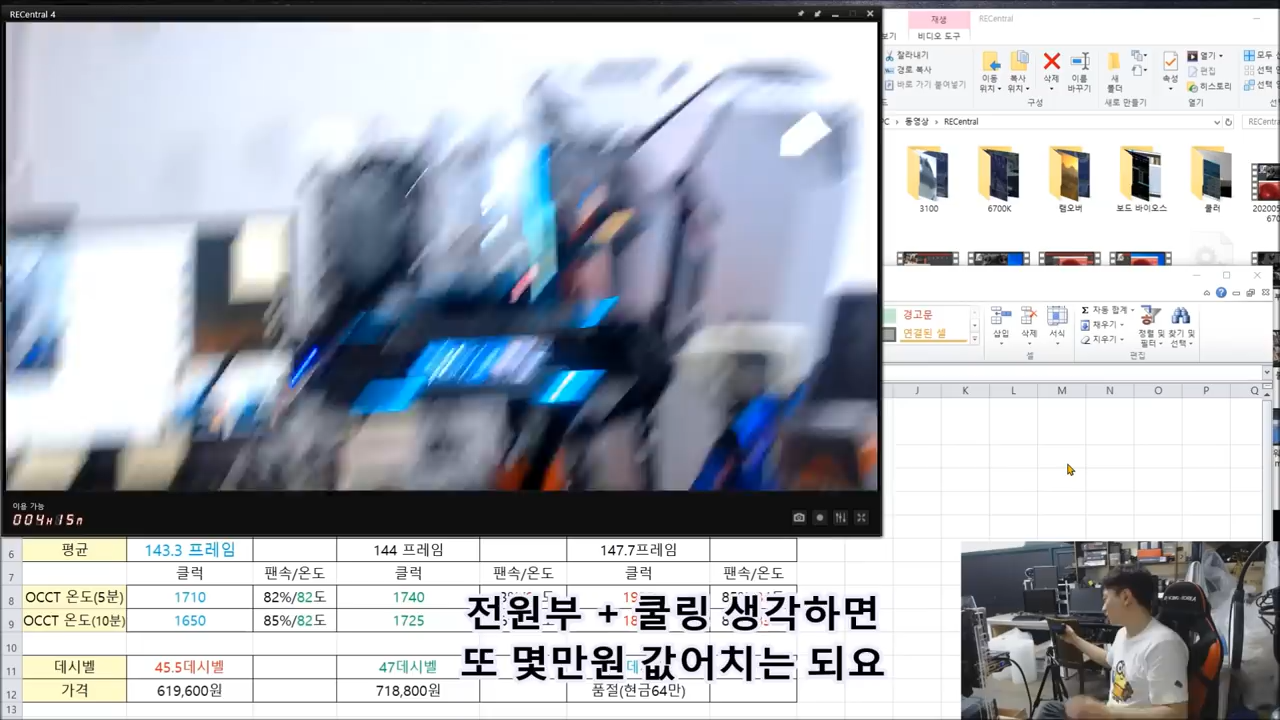 RECentral 4
재생
RECentral
보기
비디오 도구
잘라내기
경로 복사
바로 가기 붙여넣기
이동 위치
복사 위치
삭제
이름 바꾸기
새 폴더
속성
열기
편집
히스토리
모두 선
선택
선택
구성
새로 만들기
열기
선
PC > 동영상 > RECentral
RECentra
3100
6700K
램오버
보드 바이오스
쿨러
202005
670
경고문
연결된 셀
삽입
삭제
서식
자동 합계
채우기
지우기
정렬 및 필터
찾기 및 선택
셀
편집
J K L M N O P Q
이용 가능
004H15M
6 평균 143.3 프레임 144 프레임 147.7프레임
7 클럭 팬속/온도 클럭 팬속/온도 클럭 팬속/온도
8 OCCT 온도(5분) 1710 82%/82도 1740
9 OCCT 온도(10분) 1650 85%/82도 1725
10
11 데시벨 45.5데시벨 47데시벨
12 가격 619,600원 718,800원 품절(현금64만)
13
전원부 + 쿨링 생각하면
또 몇만원 값어치는 되요